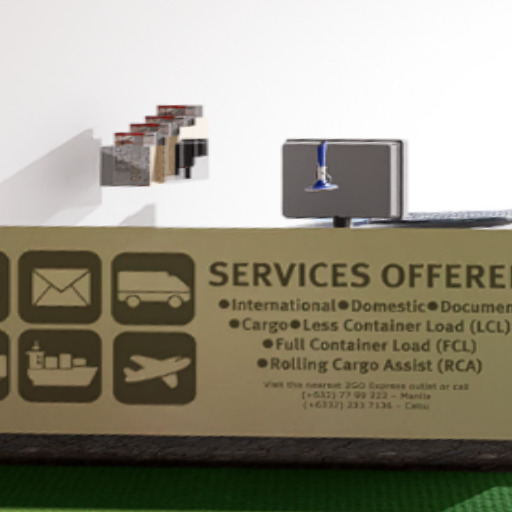 SERVICES OFFERE
●International●Domestic●Documen
●Cargo●Less Container Load (LCL)
●Full Container Load (FCL)
●Rolling Cargo Assist (RCA)
Visit the nearest 2GO Express outlet or call
(+632) 77 99 222 - Manila
(+6332) 233 7136 - Cebu